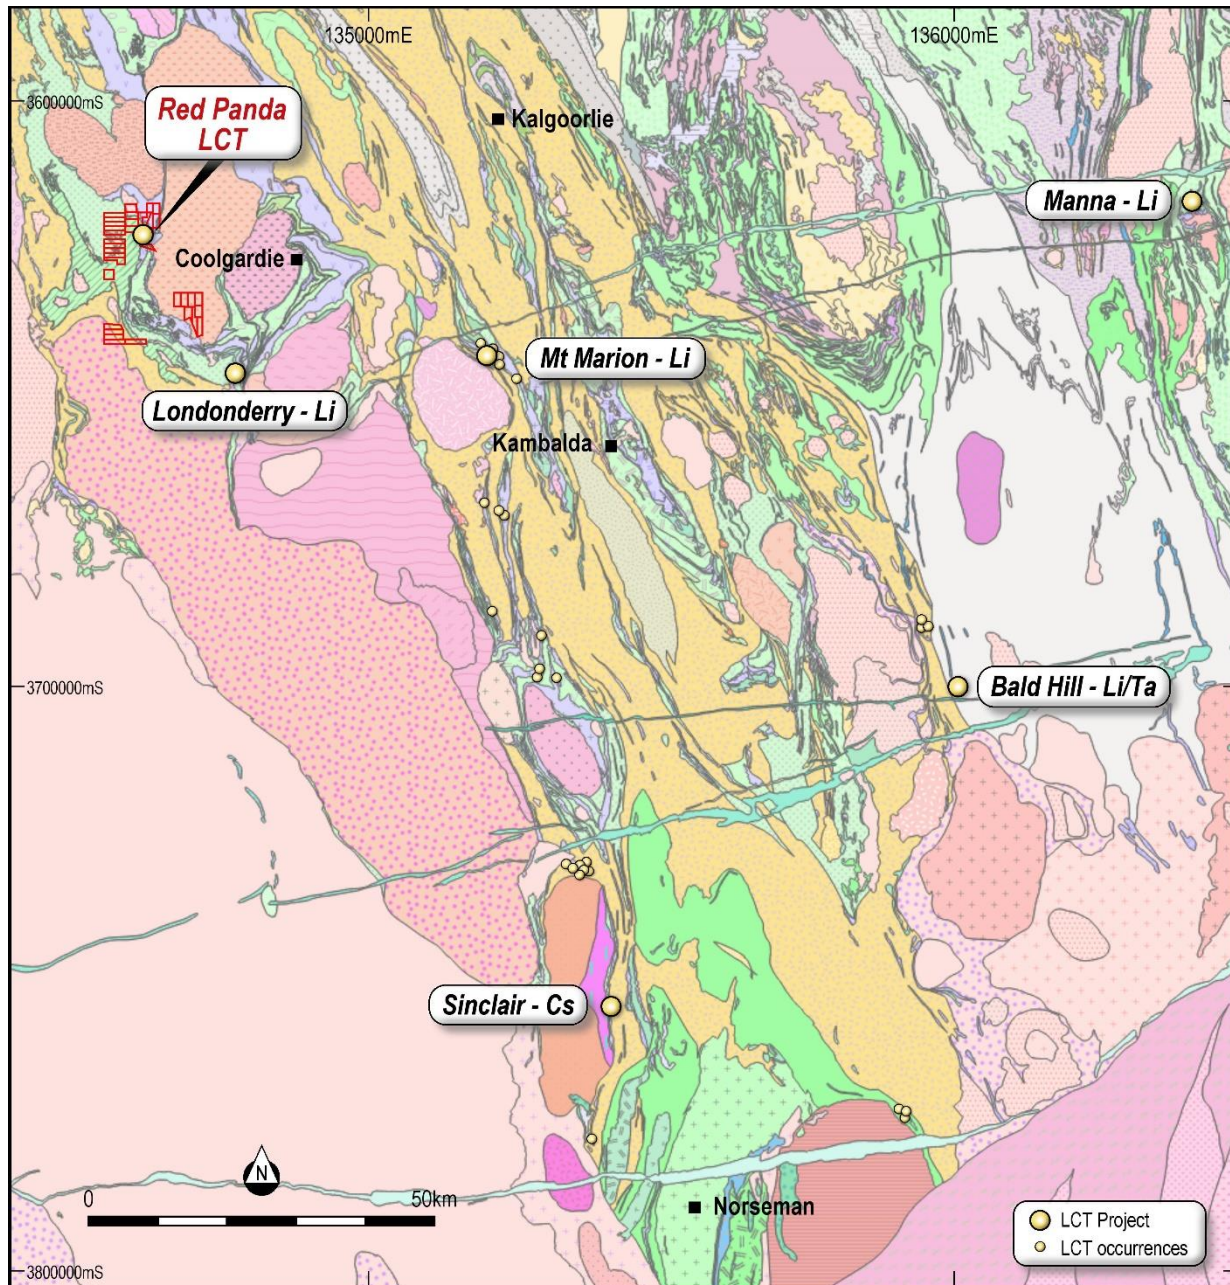 135000mE
136000mE
3600000mS
Red Panda
LCT
Kalgoorlie
Manna - Li
Coolgardie
Mt Marion - Li
Londonderry - Li
Kambalda
3700000mS
Bald Hill - Li/Ta
Sinclair - Cs
N
0
50km
Norseman
LCT Project
LCT occurrences
3800000mS